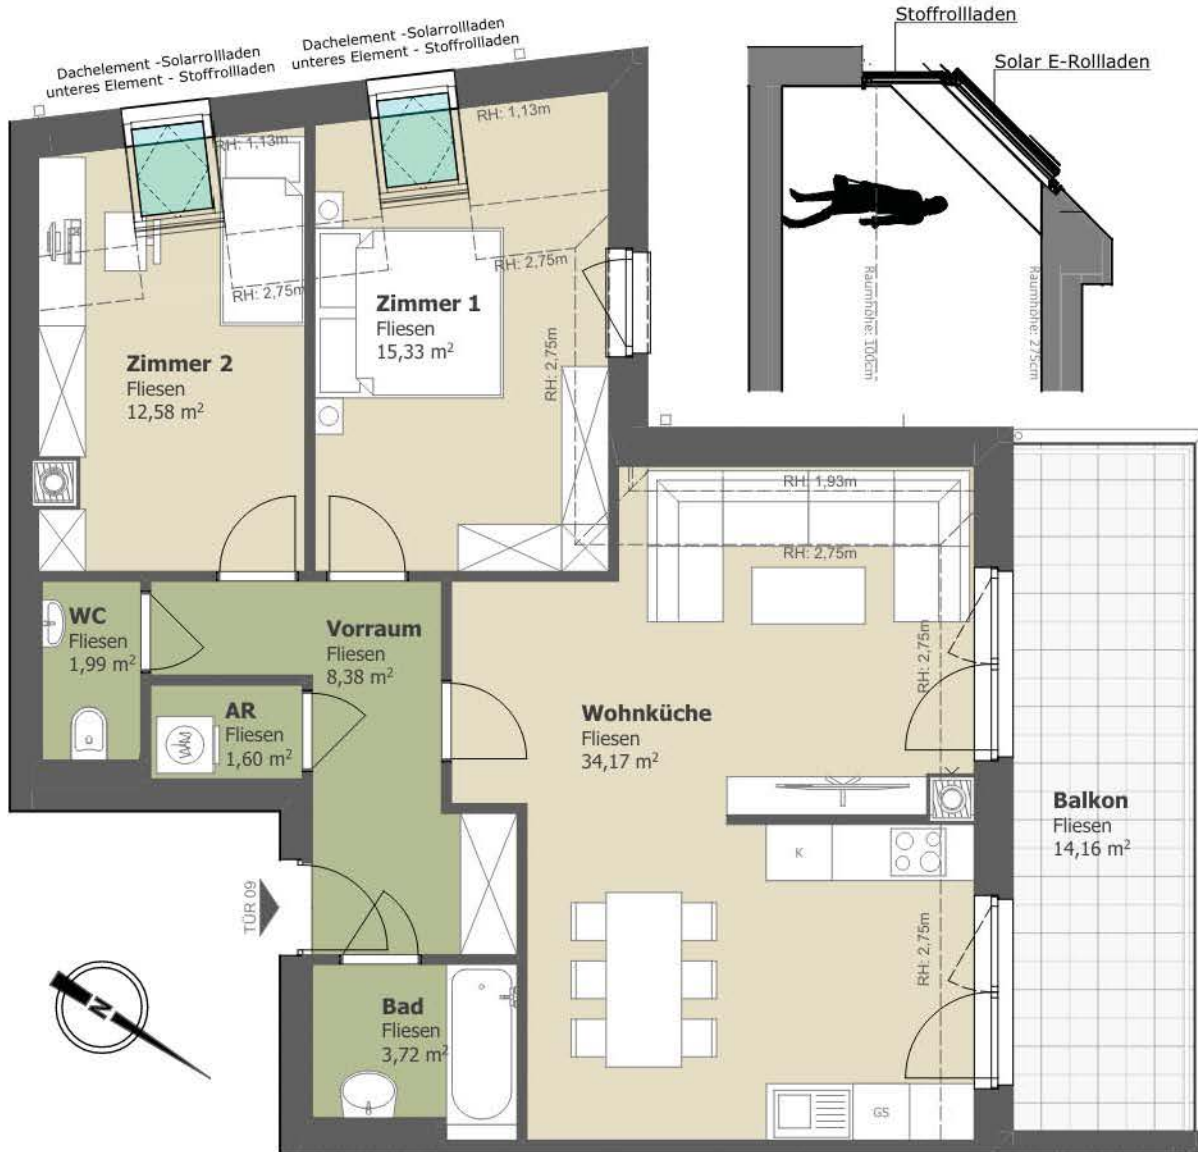 Dachelement -Solarrollladen
unteres Element - Stoffrollladen
Dachelement -Solarrollladen
unteres Element - Stoffrollladen
Stoffrollladen
Solar E-Rollladen
Raumhöhe: 100cm
Raumhöhe: 275cm
RH: 1,13m
RH: 1,13m
RH: 2,75m
RH: 2,75m
RH: 2,75m
Zimmer 1
Fliesen
15,33 m²
Zimmer 2
Fliesen
12,58 m²
RH: 1,93m
RH: 2,75m
RH: 2,75m
WC
Fliesen
1,99 m²
Vorraum
Fliesen
8,38 m²
AR
Fliesen
1,60 m²
WM
Wohnküche
Fliesen
34,17 m²
Balkon
Fliesen
14,16 m²
K
TÜR 09
RH: 2,75m
N
Bad
Fliesen
3,72 m²
GS